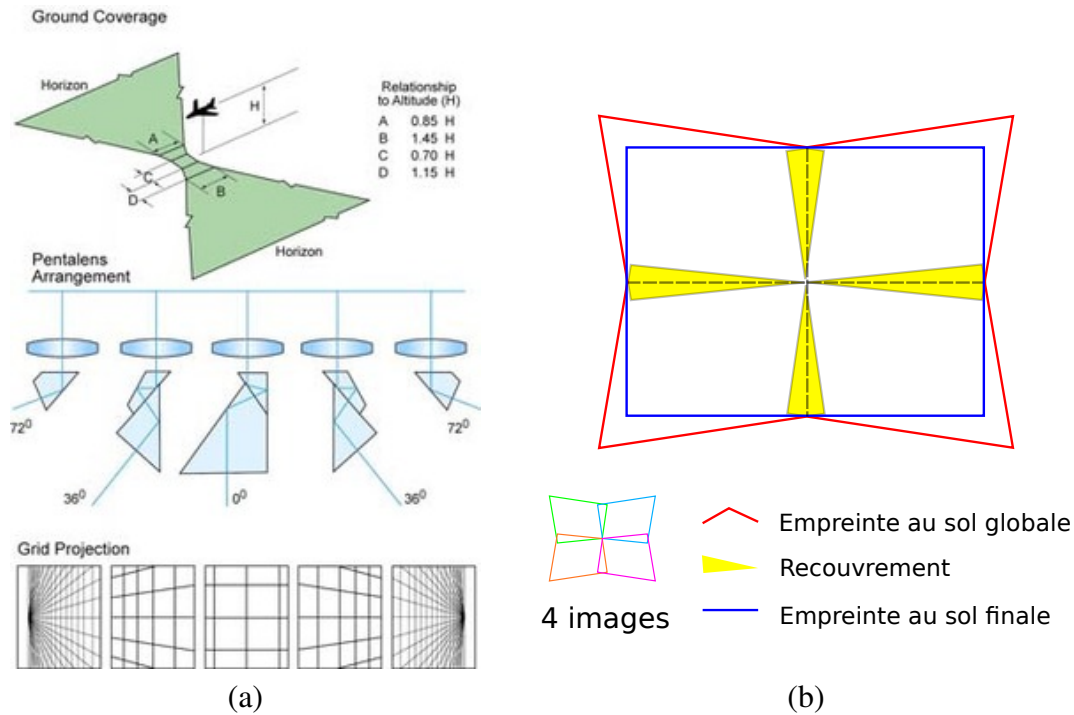 Ground Coverage
Horizon
H
A
C
D
B
Horizon
Relationship
to Altitude (H)
A 0.85 H
B 1.45 H
C 0.70 H
D 1.15 H
Pentalens
Arrangement
72⁰
36⁰
0⁰
36⁰
72⁰
Grid Projection
(a)
4 images
Empreinte au sol globale
Recouvrement
Empreinte au sol finale
(b)